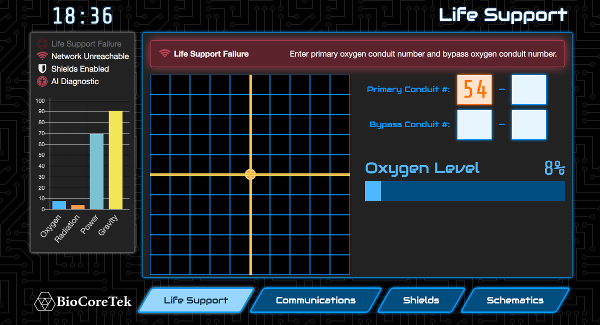 18:36
Life Support
Life Support Failure
Network Unreachable
Shields Enabled
AI Diagnostic
100
90
80
70
60
50
40
30
20
10
0
Oxygen
Radiation
Power
Gravity
Life Support Failure
Enter primary oxygen conduit number and bypass oxygen conduit number.
Primary Conduit #: 54 –
Bypass Conduit #: –
Oxygen Level 8%
BioCoreTek
Life Support
Communications
Shields
Schematics